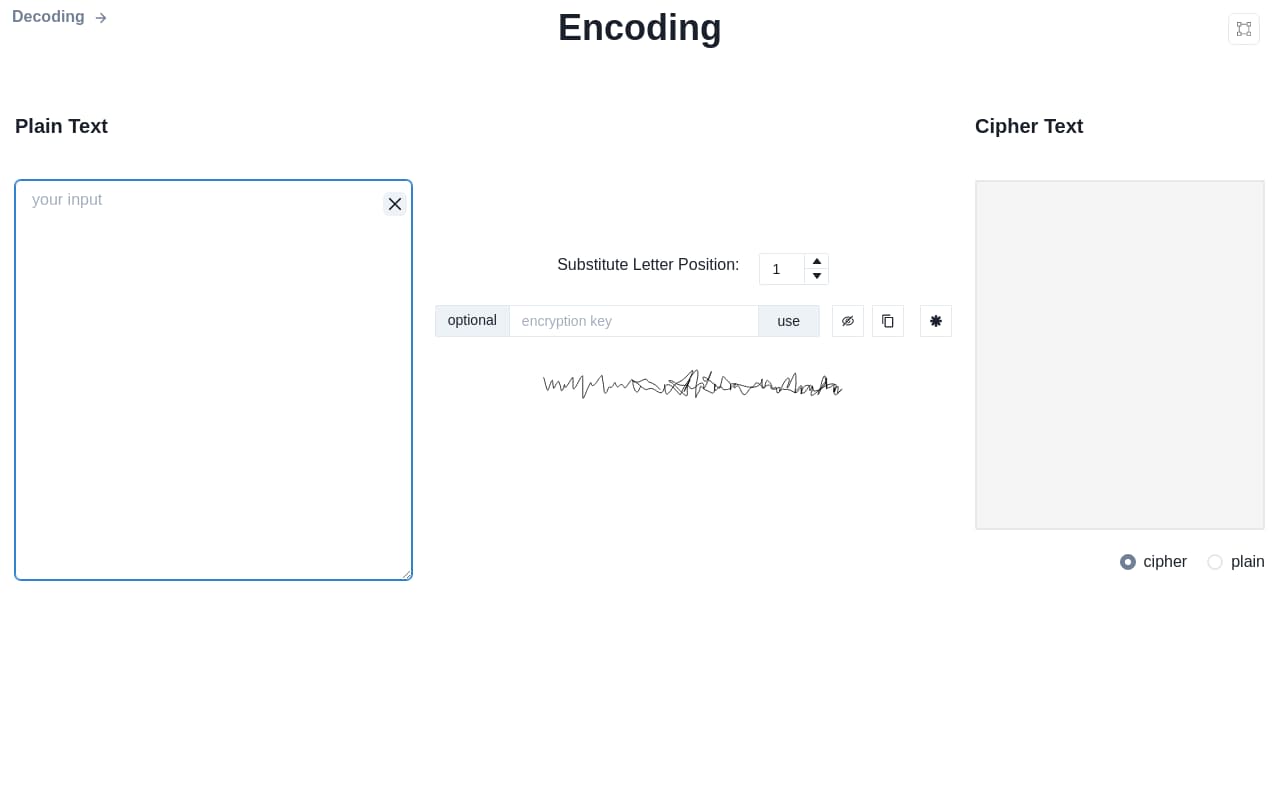 Decoding
Encoding
Plain Text
Cipher Text
your input
Substitute Letter Position:
1
optional
encryption key
use
cipher
plain